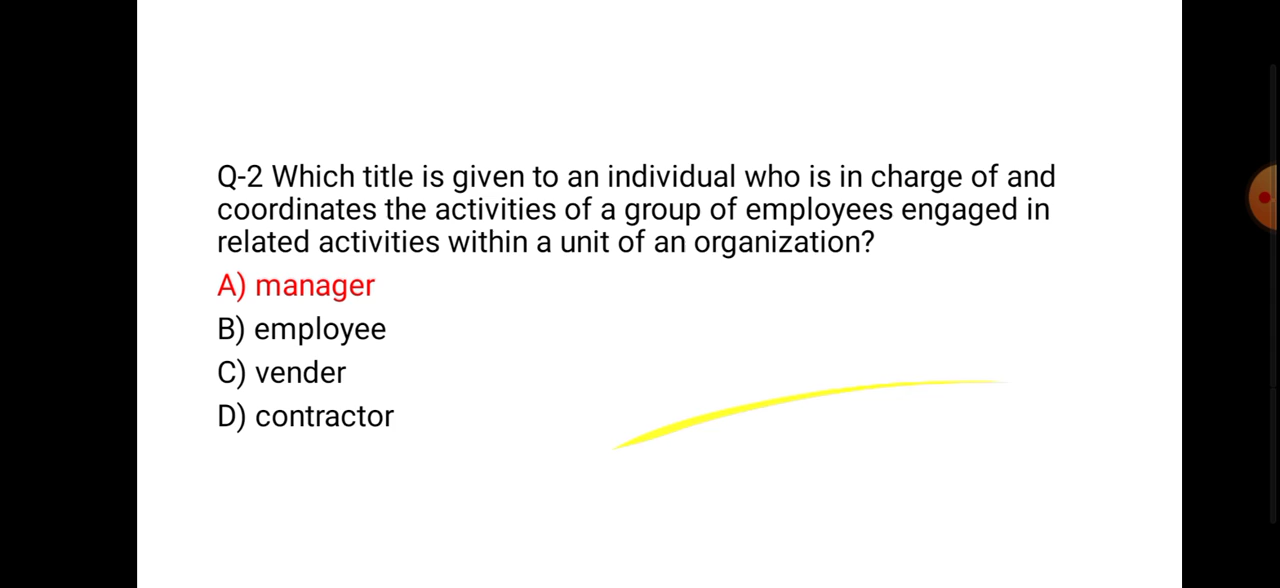 Q-2 Which title is given to an individual who is in charge of and
coordinates the activities of a group of employees engaged in
related activities within a unit of an organization?
A) manager
B) employee
C) vender
D) contractor